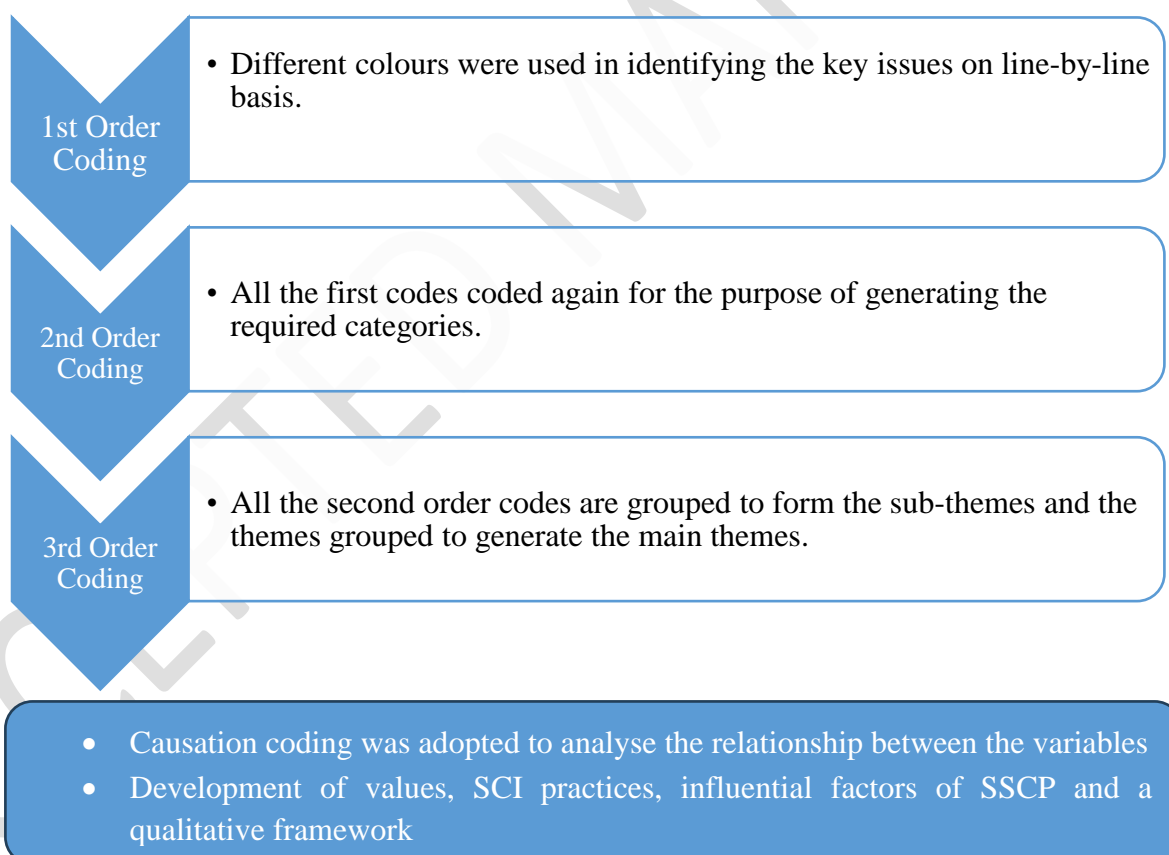 1st Order
Coding
• Different colours were used in identifying the key issues on line-by-line
basis.
2nd Order
Coding
• All the first codes coded again for the purpose of generating the
required categories.
3rd Order
Coding
• All the second order codes are grouped to form the sub-themes and the
themes grouped to generate the main themes.
• Causation coding was adopted to analyse the relationship between the variables
• Development of values, SCI practices, influential factors of SSCP and a
qualitative framework